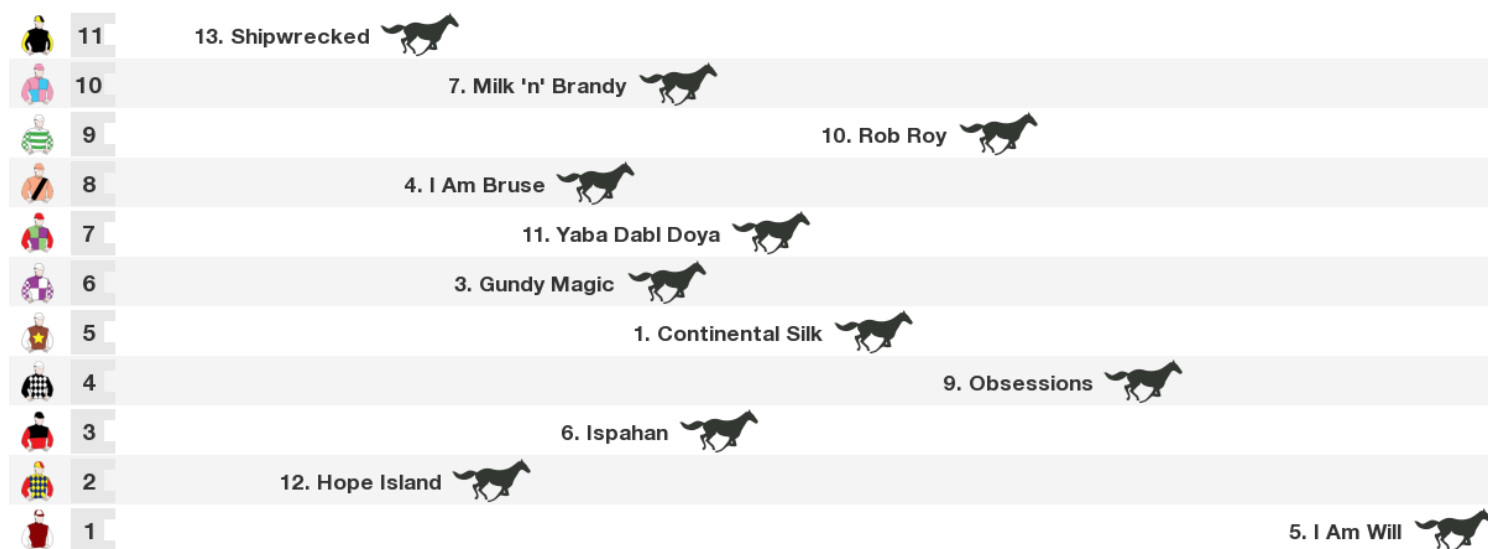 11 13. Shipwrecked
10 7. Milk 'n' Brandy
9 10. Rob Roy
8 4. I Am Bruse
7 11. Yaba Dabl Doya
6 3. Gundy Magic
5 1. Continental Silk
4 9. Obsessions
3 6. Ispahan
2 12. Hope Island
1 5. I Am Will